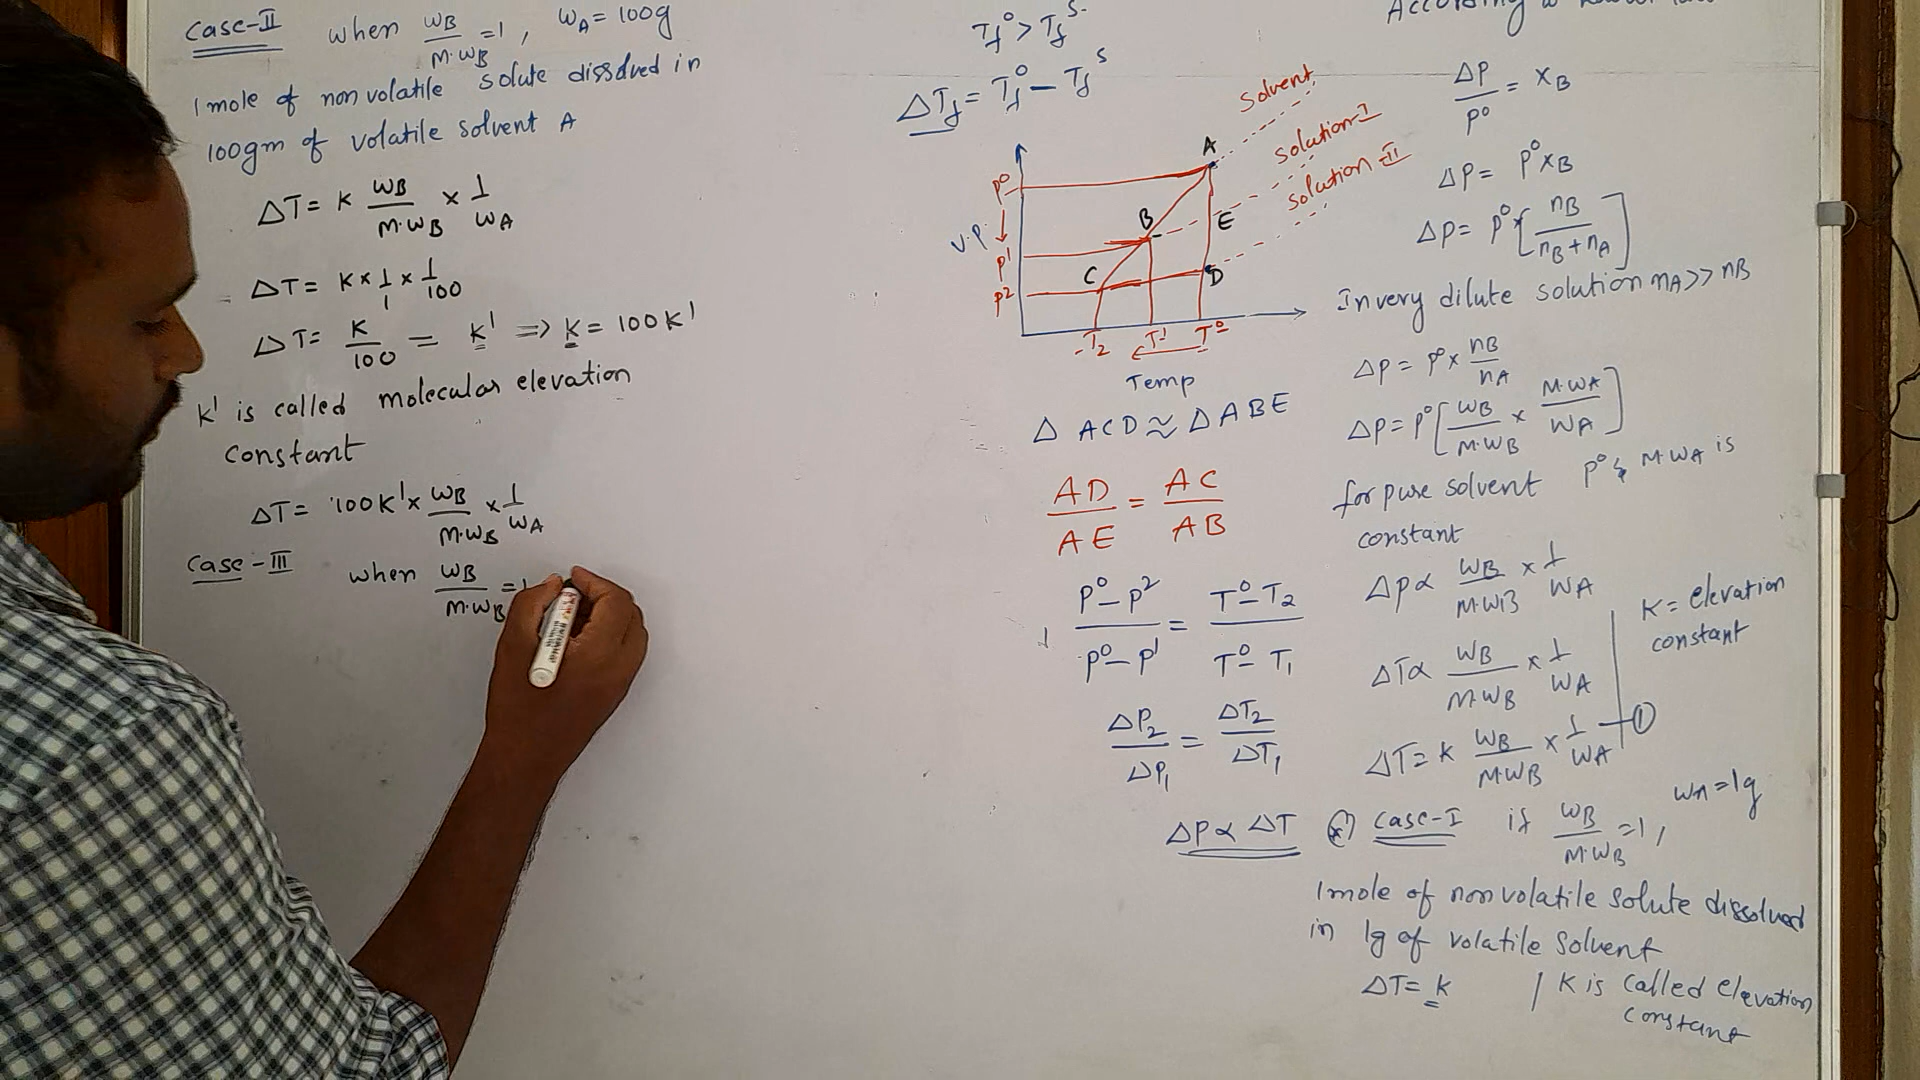 Case-II when WB/M·WB =1, WA=100g
1 mole of non volatile solute dissolved in
100gm of volatile solvent A
ΔT= K WB/M·WB × 1/WA
ΔT= K×1/1×1/100
ΔT= K/100 = K' ⇒ K= 100K'
K' is called molecular elevation
constant
ΔT= 100K'× WB/M·WB ×1/WA
Case-III when WB/M·WB =1
Tf° > Tf^s
ΔTf= Tf° – Tf^s
Solvent
Solution-I
Solution-II
A
P°
B
E
V.P.
P'
C
D
P2
T2 T' T°
Temp
Δ ACD ≈ Δ ABE
AD/AE = AC/AB
P°–P²/P°–P' = T°–T2/T°–T1
ΔP2/ΔP1 = ΔT2/ΔT1
ΔP∝ ΔT
According
ΔP/P° = XB
ΔP= P°XB
ΔP= P°×[nB/nB+nA]
In very dilute solution nA>> nB
ΔP= P°× nB/nA
ΔP= P°[WB/M·WB × M·WA/WA]
for pure solvent P° & M·WA is
constant
ΔP∝ WB/M·WB × 1/WA
K= Elevation
constant
ΔT∝ WB/M·WB × 1/WA
ΔT= K WB/M·WB × 1/WA –①
Case-I if WB/M·WB =1, WA=1g
1mole of non volatile solute dissolved
in 1g of volatile solvent
ΔT= K / K is called elevation
constant